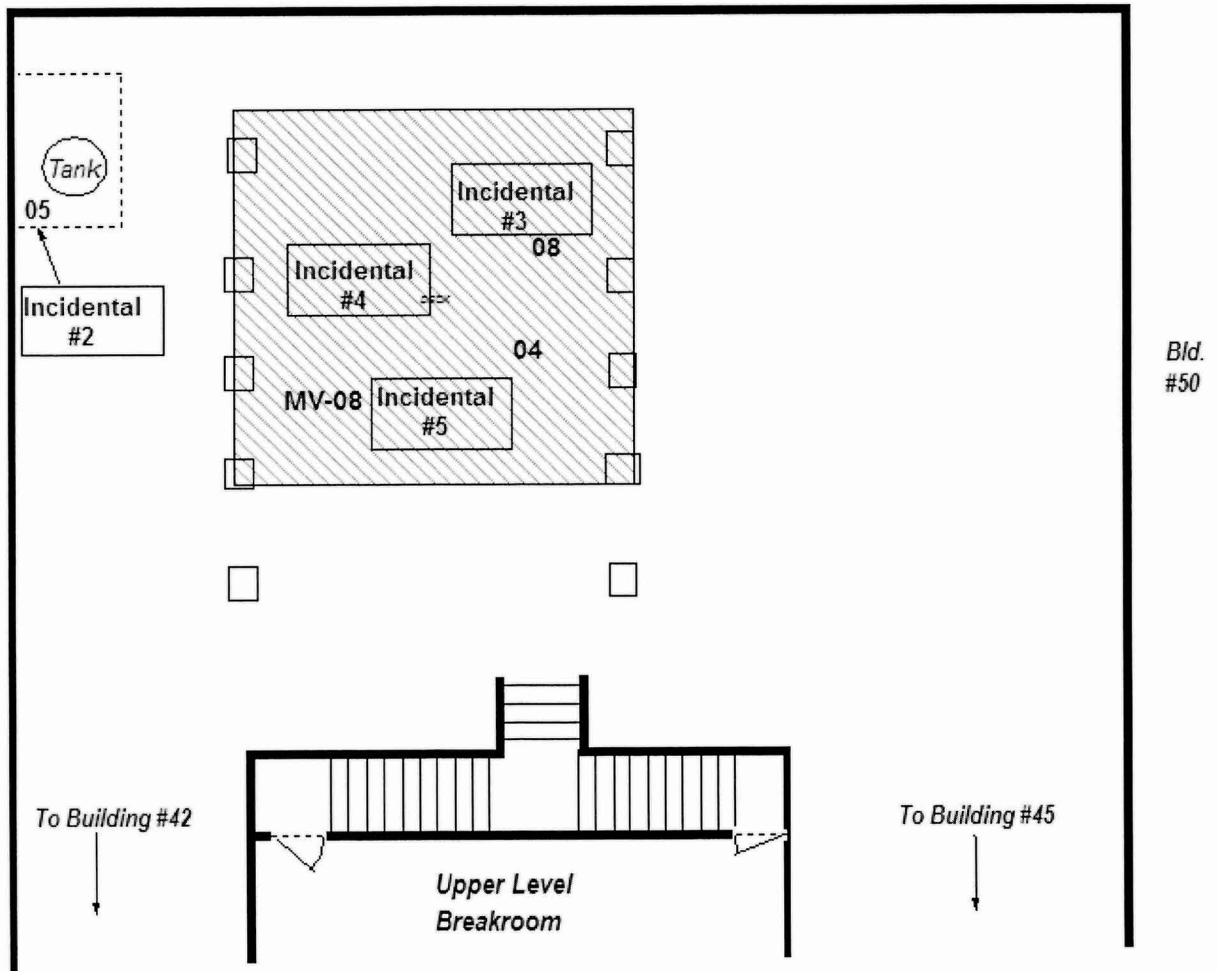 Tank
05
Incidental
#2
Incidental
#3
08
Incidental
#4
04
MV-08
Incidental
#5
Bld.
#50
To Building #42
To Building #45
Upper Level
Breakroom